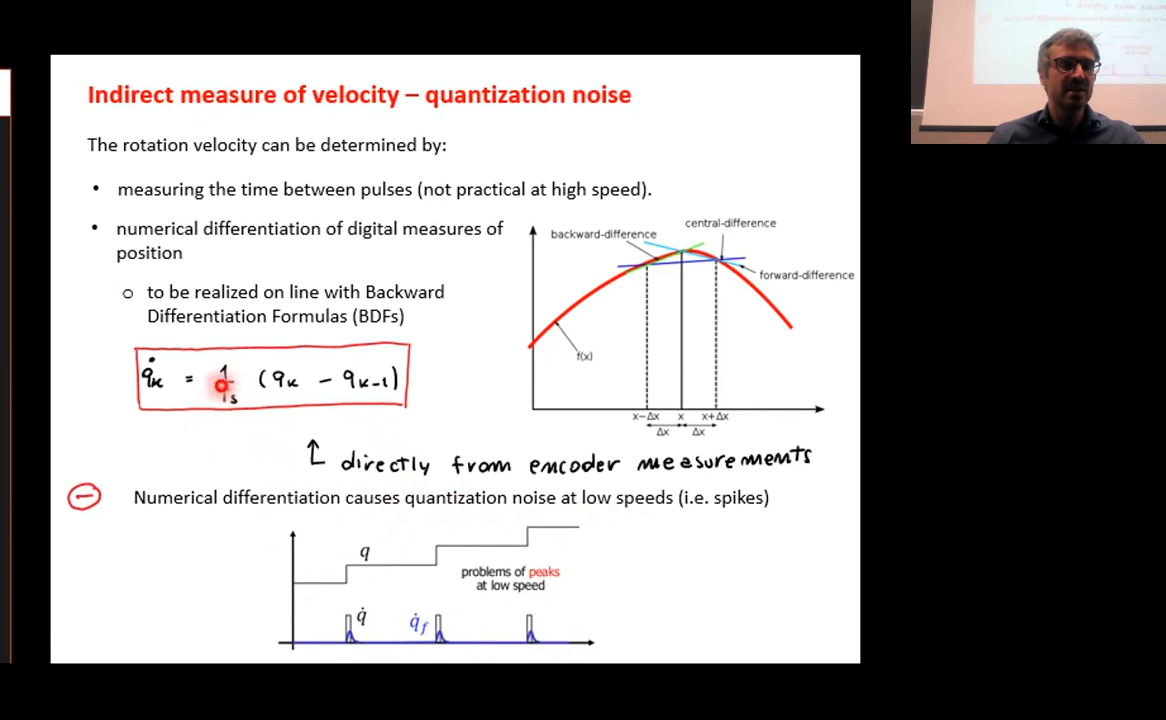 Indirect measure of velocity – quantization noise
The rotation velocity can be determined by:
• measuring the time between pulses (not practical at high speed).
• numerical differentiation of digital measures of
position
o to be realized on line with Backward
Differentiation Formulas (BDFs)
q̇k = 1/Ts (qk - qk-1)
backward-difference
central-difference
forward-difference
f(x)
x-Δx x x+Δx
Δx Δx
directly from encoder measurements
Numerical differentiation causes quantization noise at low speeds (i.e. spikes)
q
problems of peaks
at low speed
q̇
q̇f